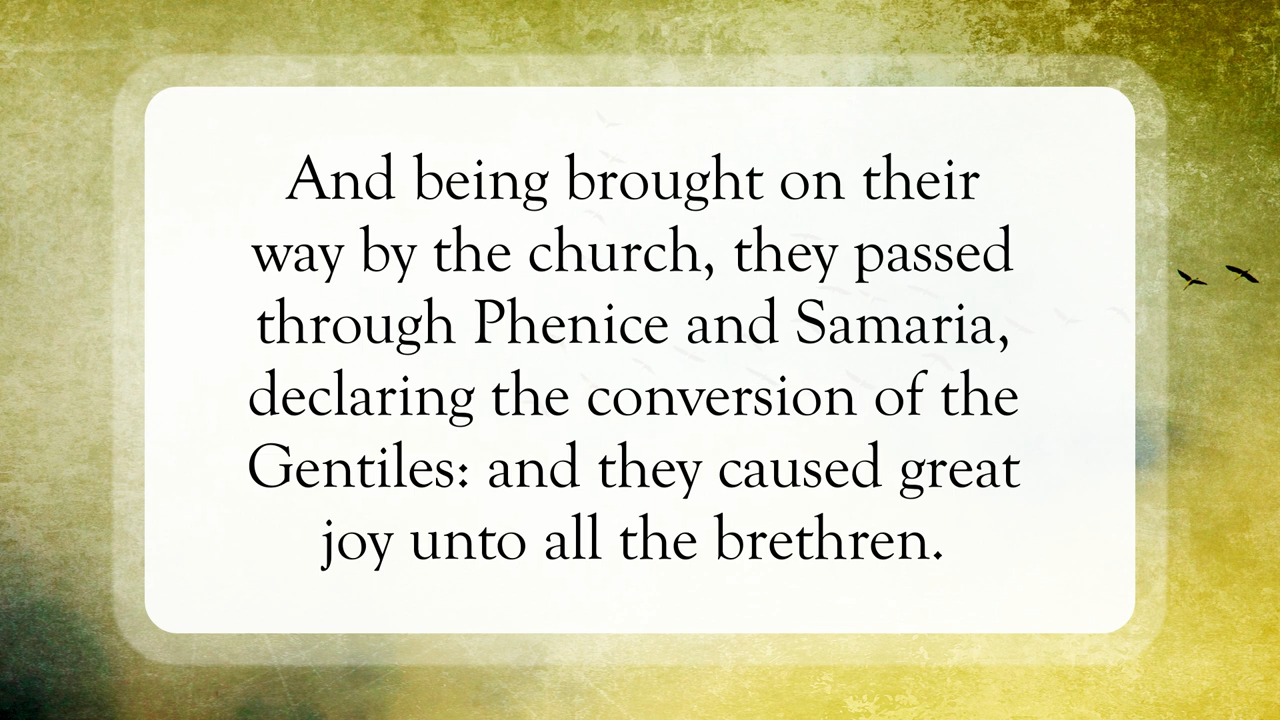 And being brought on their
way by the church, they passed
through Phenice and Samaria,
declaring the conversion of the
Gentiles: and they caused great
joy unto all the brethren.